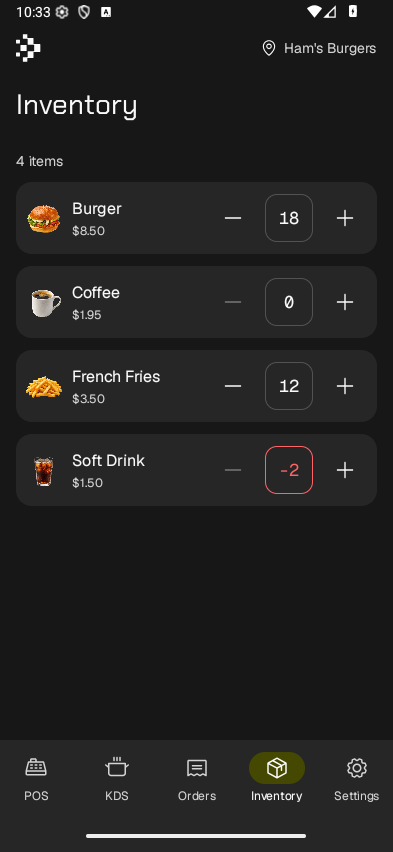 10:33
Ham's Burgers
Inventory
4 items
Burger
$8.50
18
Coffee
$1.95
0
French Fries
$3.50
12
Soft Drink
$1.50
-2
POS
KDS
Orders
Inventory
Settings